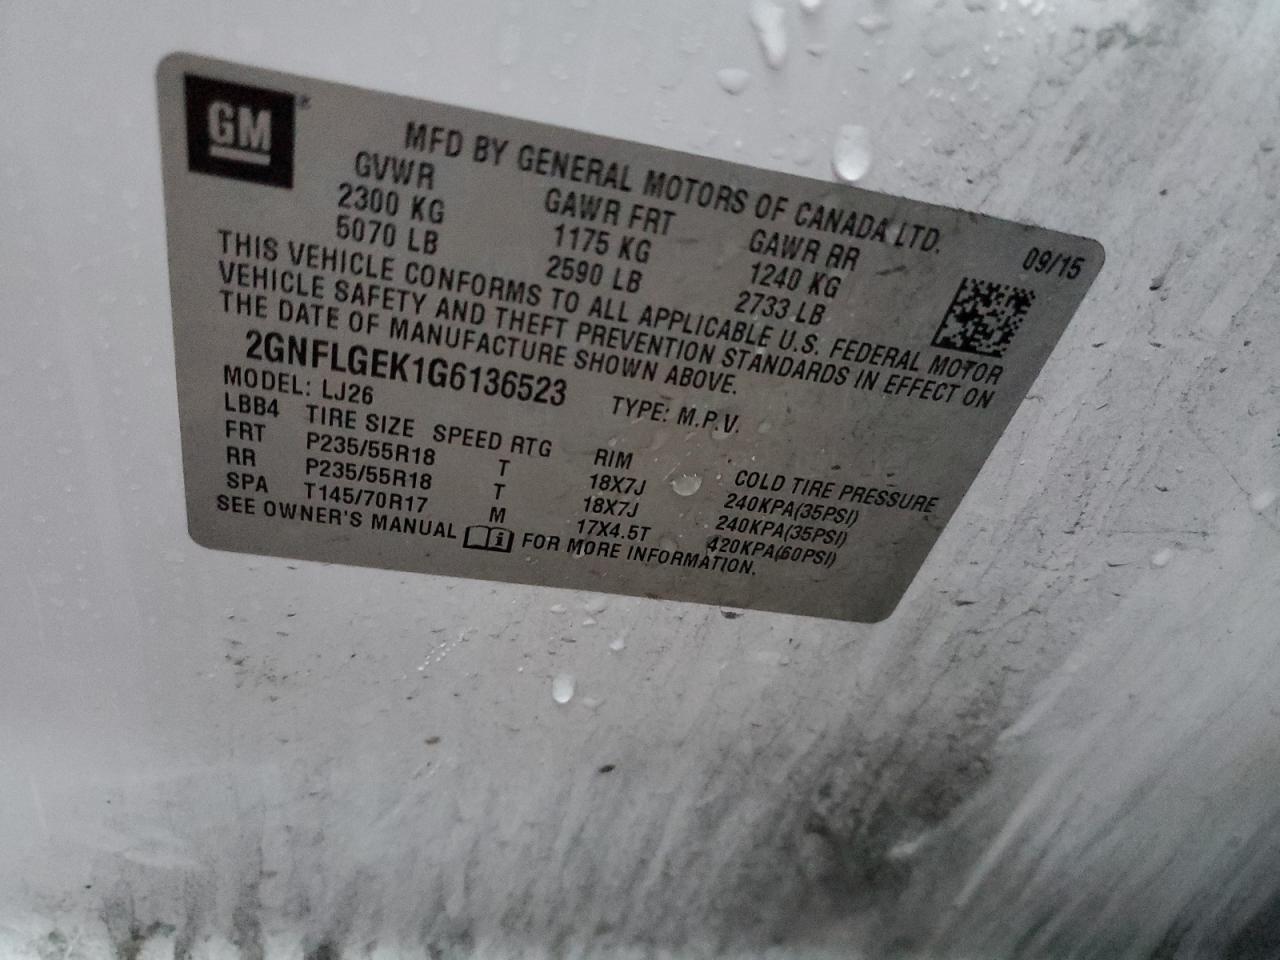 GM
MFD BY GENERAL MOTORS OF CANADA LTD.
09/15
GVWR GAWR FRT GAWR RR
2300 KG 1175 KG 1240 KG
5070 LB 2590 LB 2733 LB
THIS VEHICLE CONFORMS TO ALL APPLICABLE U.S. FEDERAL MOTOR
VEHICLE SAFETY AND THEFT PREVENTION STANDARDS IN EFFECT ON
THE DATE OF MANUFACTURE SHOWN ABOVE.
2GNFLGEK1G6136523 TYPE: M.P.V.
MODEL: LJ26
LBB4 TIRE SIZE SPEED RTG RIM COLD TIRE PRESSURE
FRT P235/55R18 T 18X7J 240KPA(35PSI)
RR P235/55R18 T 18X7J 240KPA(35PSI)
SPA T145/70R17 M 17X4.5T 420KPA(60PSI)
SEE OWNER'S MANUAL FOR MORE INFORMATION.